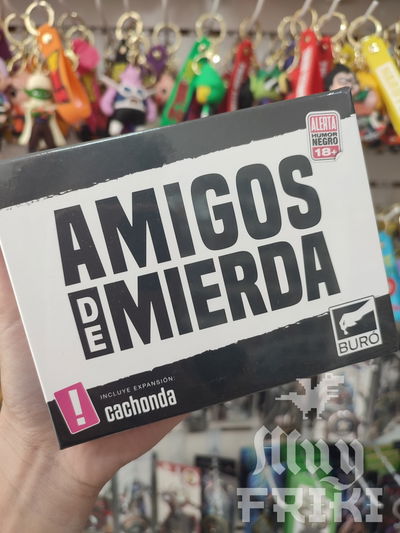 ALERTA
HUMOR
NEGRO
18+
AMIGOS
DE MIERDA
BURÓ
!
INCLUYE EXPANSIÓN:
cachonda
Muy
FRIKI